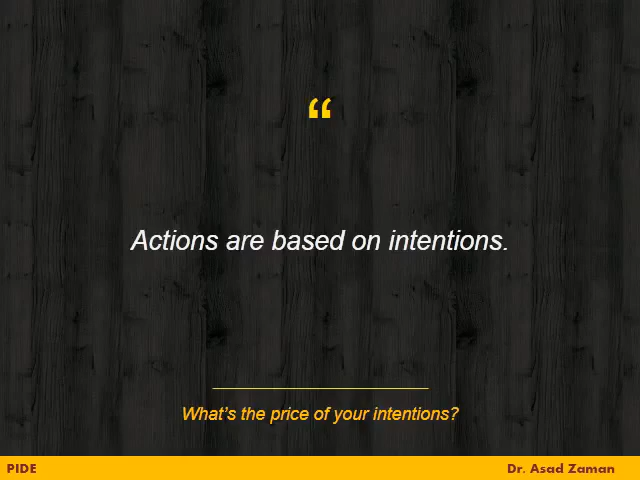 “
Actions are based on intentions.
What’s the price of your intentions?
PIDE
Dr. Asad Zaman